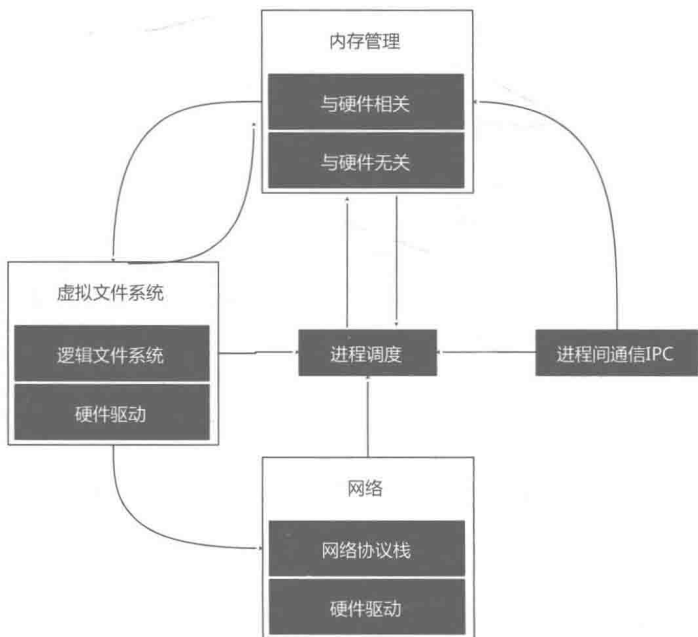 内存管理
与硬件相关
与硬件无关
虚拟文件系统
逻辑文件系统
硬件驱动
进程调度
进程间通信IPC
网络
网络协议栈
硬件驱动